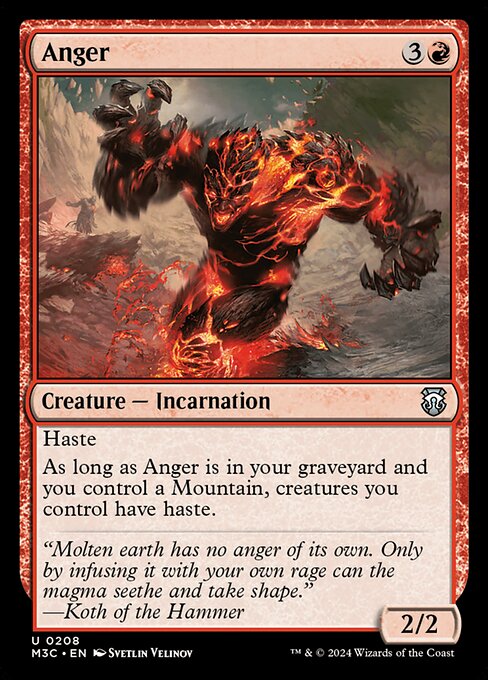 Anger 3
Creature — Incarnation
Haste
As long as Anger is in your graveyard and
you control a Mountain, creatures you
control have haste.
“Molten earth has no anger of its own. Only
by infusing it with your own rage can the
magma seethe and take shape.”
—Koth of the Hammer
2/2
U 0208
M3C • EN Svetlin Velinov ™ & © 2024 Wizards of the Coast